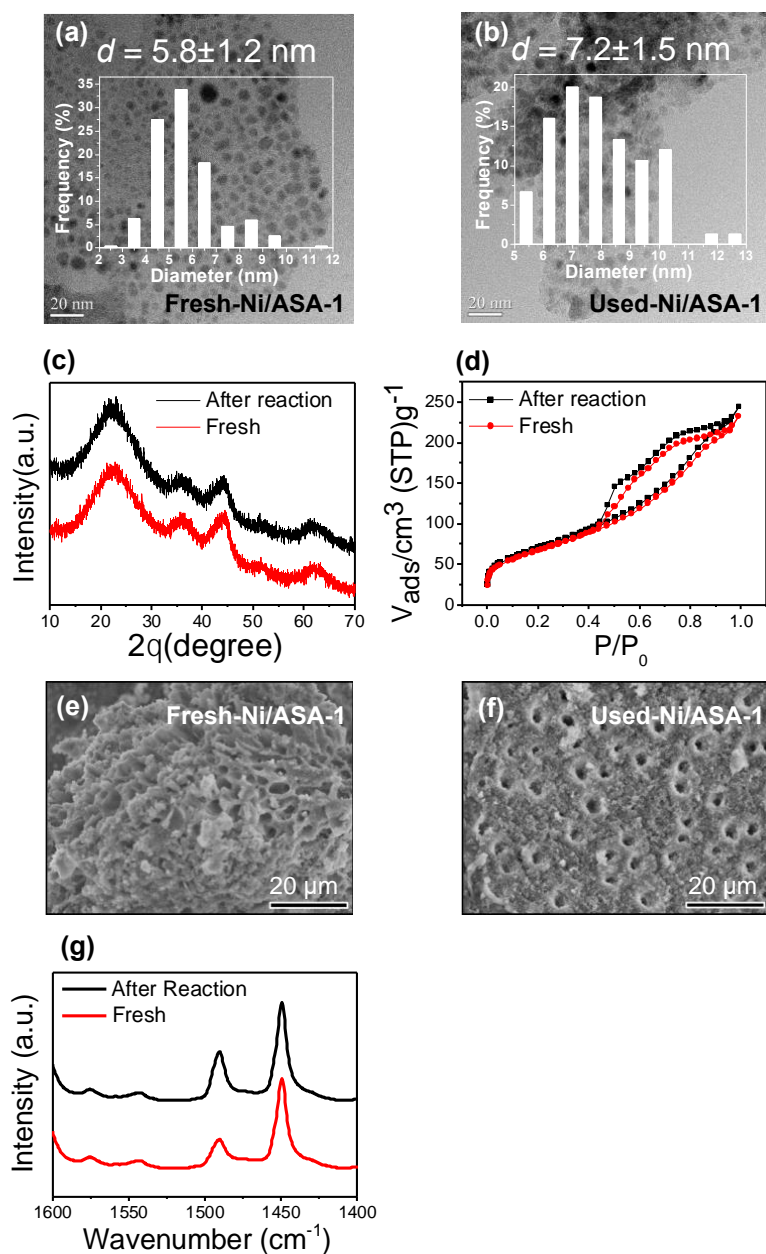 (a)
d = 5.8±1.2 nm
35
30
25
20
15
10
5
0
Frequency (%)
2 3 4 5 6 7 8 9 10 11 12
Diameter (nm)
20 nm
Fresh-Ni/ASA-1
(b)
d = 7.2±1.5 nm
20
15
10
5
0
Frequency (%)
5 6 7 8 9 10 11 12 13
Diameter (nm)
20 nm
Used-Ni/ASA-1
(c)
After reaction
Fresh
Intensity(a.u.)
10 20 30 40 50 60 70
2q(degree)
(d)
After reaction
Fresh
250
200
150
100
50
0
Vads/cm³ (STP)g⁻¹
0.0 0.2 0.4 0.6 0.8 1.0
P/P₀
(e)
Fresh-Ni/ASA-1
20 µm
(f)
Used-Ni/ASA-1
20 µm
(g)
After Reaction
Fresh
Intensity (a.u.)
1600 1550 1500 1450 1400
Wavenumber (cm⁻¹)